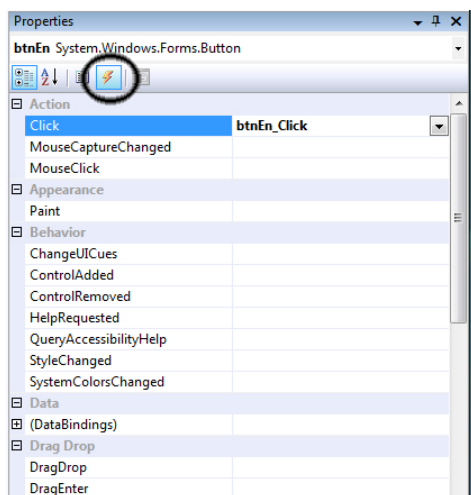 Properties
btnEn System.Windows.Forms.Button
Action
Click btnEn_Click
MouseCaptureChanged
MouseClick
Appearance
Paint
Behavior
ChangeUICues
ControlAdded
ControlRemoved
HelpRequested
QueryAccessibilityHelp
StyleChanged
SystemColorsChanged
Data
(DataBindings)
Drag Drop
DragDrop
DragEnter